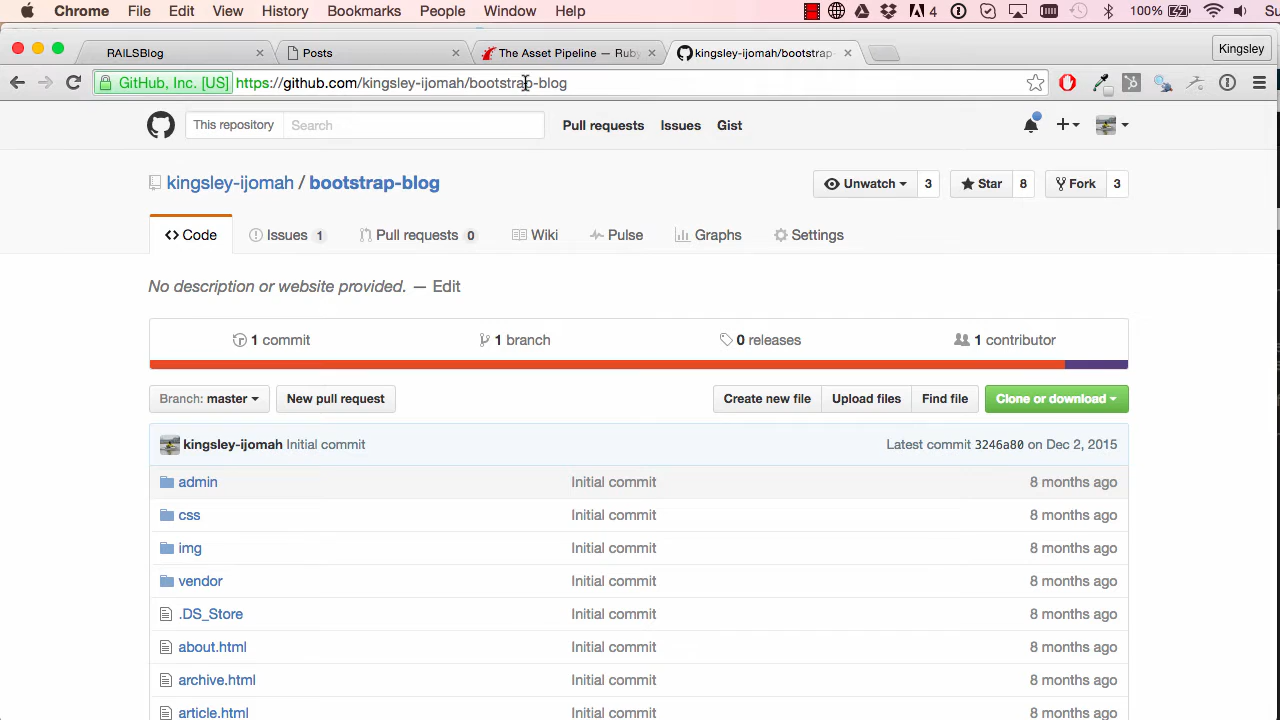 Chrome File Edit View History Bookmarks People Window Help 4 100%
RAILSBlog Posts The Asset Pipeline — Ruby kingsley-ijomah/bootstrap- Kingsley
GitHub, Inc. [US] https://github.com/kingsley-ijomah/bootstrap-blog
This repository Search Pull requests Issues Gist
kingsley-ijomah / bootstrap-blog Unwatch 3 Star 8 Fork 3
Code Issues 1 Pull requests 0 Wiki Pulse Graphs Settings
No description or website provided. — Edit
1 commit 1 branch 0 releases 1 contributor
Branch: master New pull request Create new file Upload files Find file Clone or download
kingsley-ijomah Initial commit Latest commit 3246a80 on Dec 2, 2015
admin Initial commit 8 months ago
css Initial commit 8 months ago
img Initial commit 8 months ago
vendor Initial commit 8 months ago
.DS_Store Initial commit 8 months ago
about.html Initial commit 8 months ago
archive.html Initial commit 8 months ago
article.html Initial commit 8 months ago